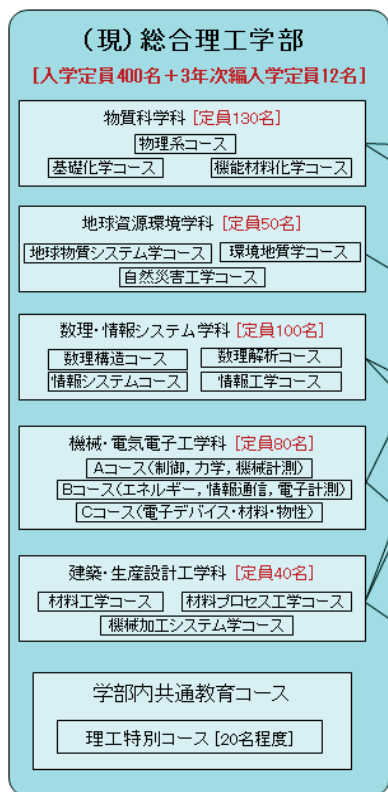 (現)総合理工学部
[入学定員400名+3年次編入学定員12名]
物質科学科 [定員130名]
物理系コース
基礎化学コース 機能材料化学コース
地球資源環境学科 [定員50名]
地球物質システム学コース 環境地質学コース
自然災害工学コース
数理・情報システム学科 [定員100名]
数理構造コース 数理解析コース
情報システムコース 情報工学コース
機械・電気電子工学科 [定員80名]
Aコース(制御, 力学, 機械計測)
Bコース(エネルギー, 情報通信, 電子計測)
Cコース(電子デバイス・材料・物性)
建築・生産設計工学科 [定員40名]
材料工学コース 材料プロセス工学コース
機械加工システム学コース
学部内共通教育コース
理工特別コース [20名程度]